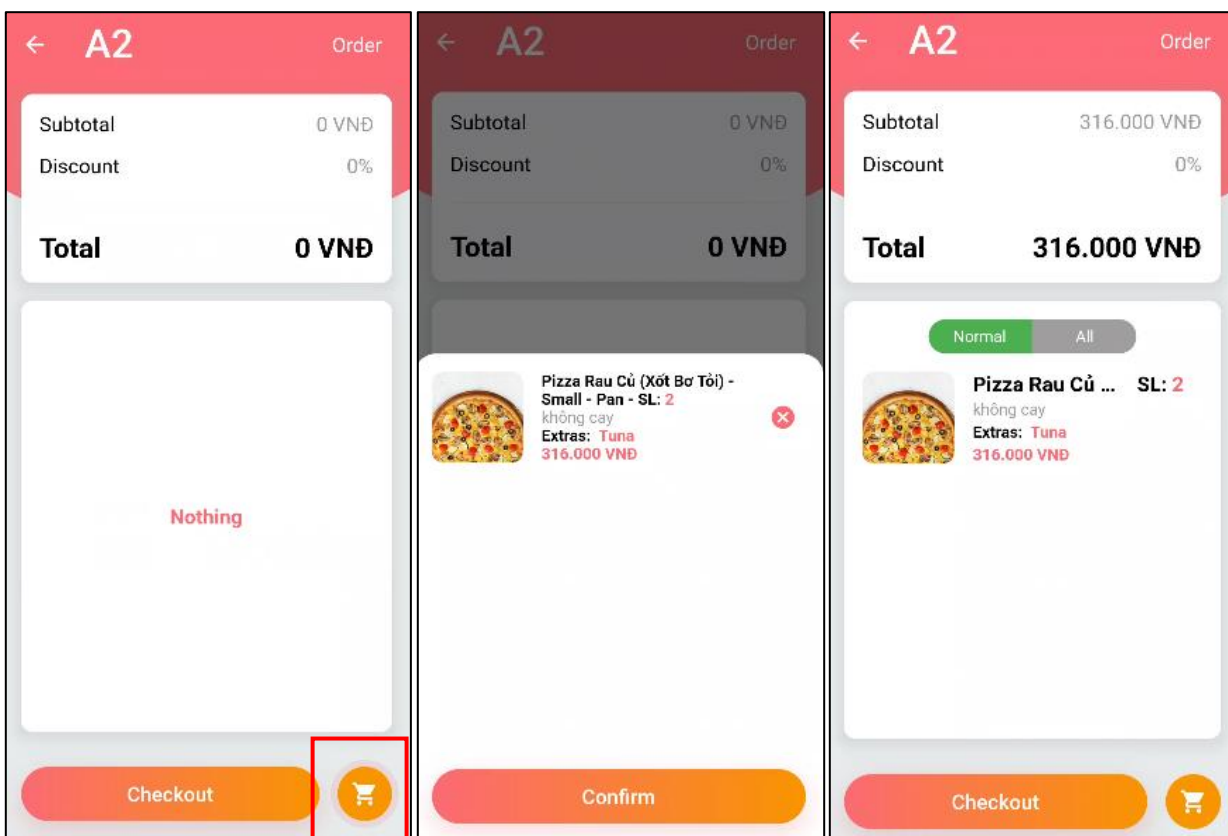 A2 Order
Subtotal 0 VNĐ
Discount 0%
Total 0 VNĐ
Nothing
Checkout
A2 Order
Subtotal 0 VNĐ
Discount 0%
Total 0 VNĐ
Pizza Rau Củ (Xốt Bơ Tỏi) -
Small - Pan - SL: 2
không cay
Extras: Tuna
316.000 VNĐ
Confirm
A2 Order
Subtotal 316.000 VNĐ
Discount 0%
Total 316.000 VNĐ
Normal All
Pizza Rau Củ ... SL: 2
không cay
Extras: Tuna
316.000 VNĐ
Checkout